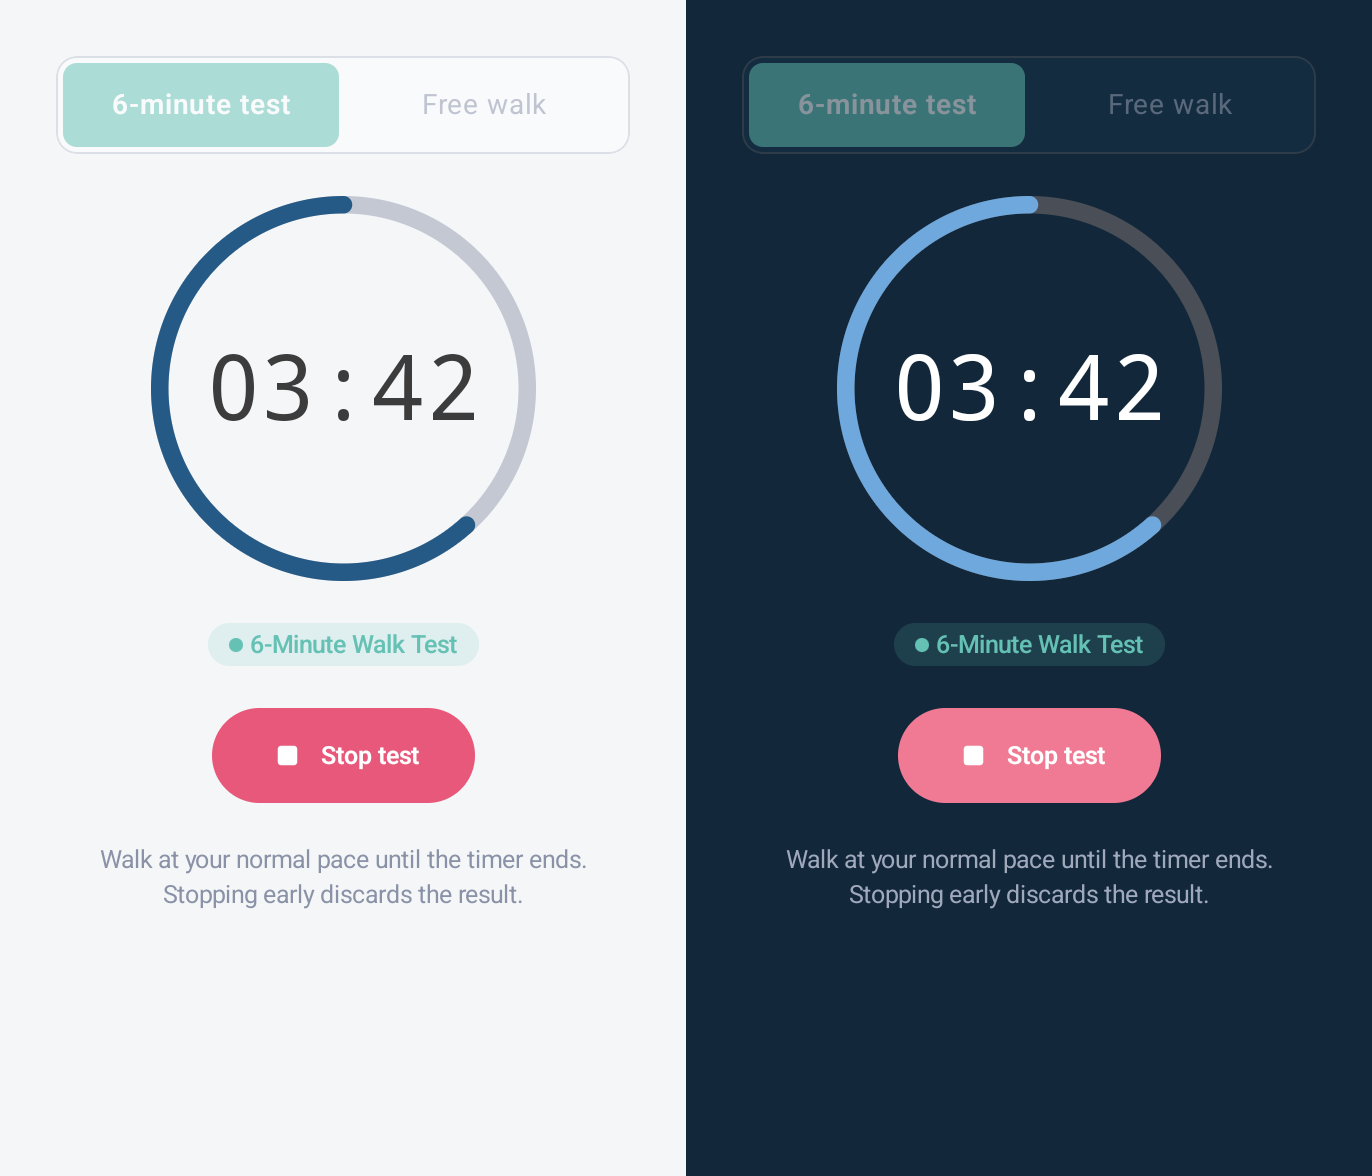 6-minute test
Free walk
03:42
6-Minute Walk Test
Stop test
Walk at your normal pace until the timer ends.
Stopping early discards the result.
6-minute test
Free walk
03:42
6-Minute Walk Test
Stop test
Walk at your normal pace until the timer ends.
Stopping early discards the result.